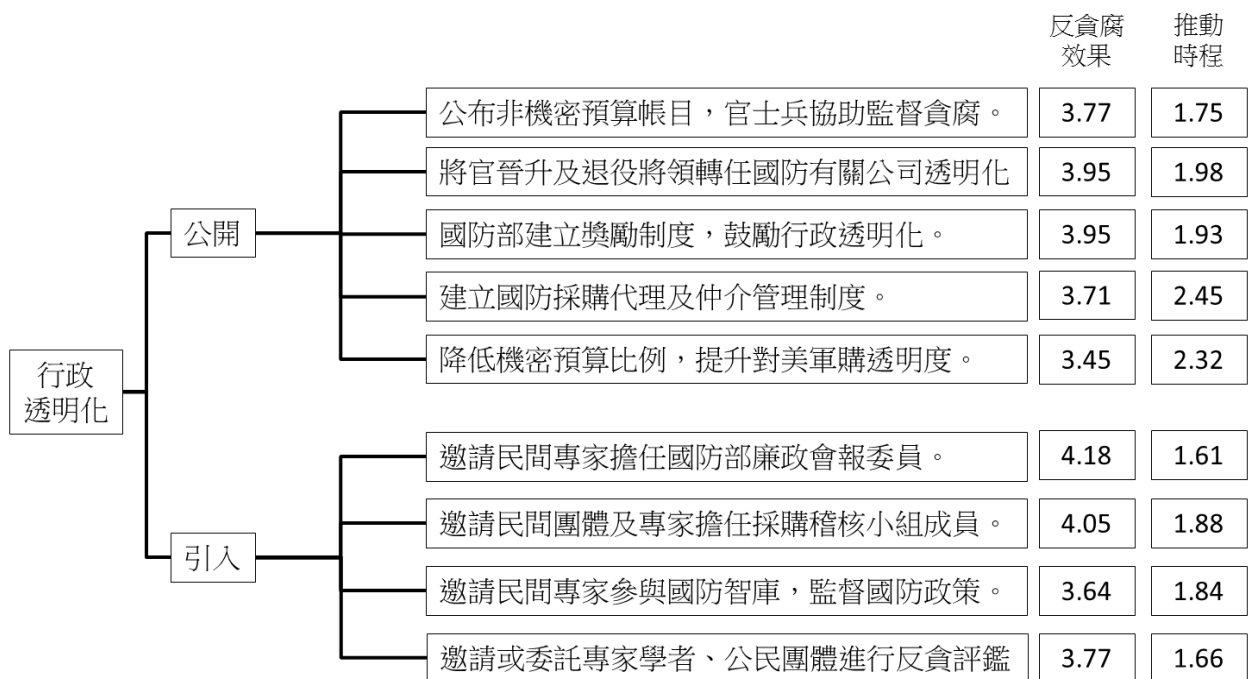 反貪腐
效果
推動
時程
公布非機密預算帳目，官士兵協助監督貪腐。 3.77 1.75
將官晉升及退役將領轉任國防有關公司透明化 3.95 1.98
公開
國防部建立獎勵制度，鼓勵行政透明化。 3.95 1.93
建立國防採購代理及仲介管理制度。 3.71 2.45
降低機密預算比例，提升對美軍購透明度。 3.45 2.32
行政
透明化
邀請民間專家擔任國防部廉政會報委員。 4.18 1.61
邀請民間團體及專家擔任採購稽核小組成員。 4.05 1.88
引入
邀請民間專家參與國防智庫，監督國防政策。 3.64 1.84
邀請或委託專家學者、公民團體進行反貪評鑑 3.77 1.66